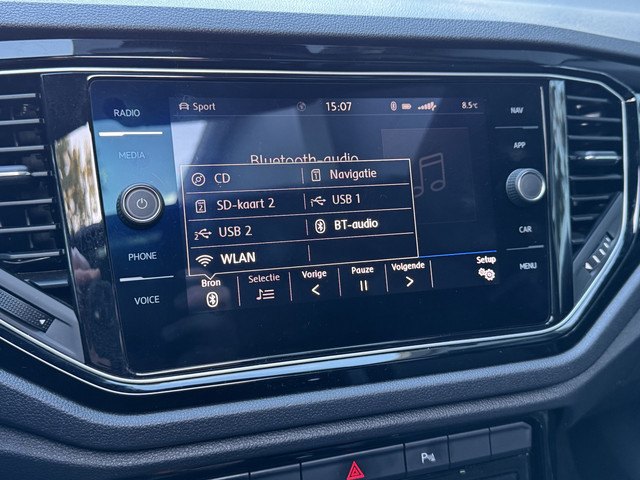 RADIO
MEDIA
PHONE
VOICE
Sport
15:07
8.5°C
Bluetooth-audio
CD
Navigatie
SD-kaart 2
USB 1
USB 2
BT-audio
WLAN
Bron
Selectie
Vorige
Pauze
Volgende
Setup
NAV
APP
CAR
MENU